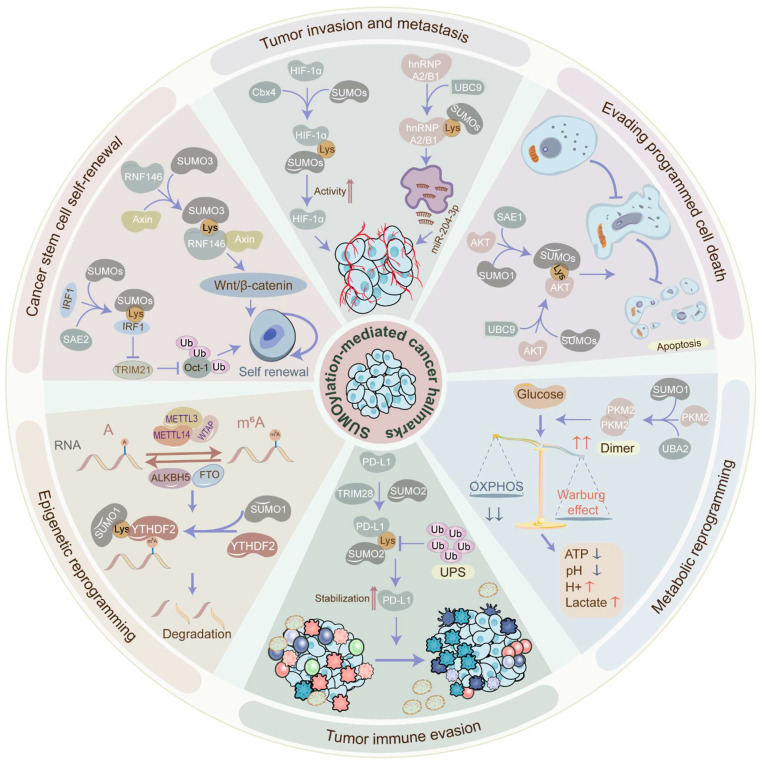 Tumor invasion and metastasis
HIF-1α
Cbx4
SUMOs
HIF-1α
Lys
SUMOs
Activity
HIF-1α
hnRNP
A2/B1
UBC9
hnRNP
A2/B1
Lys
SUMOs
miR-204-3p
Evading programmed cell death
SAE1
AKT
SUMO1
SUMOs
Lys
AKT
UBC9
AKT
SUMOs
Apoptosis
Metabolic reprogramming
Glucose
SUMO1
PKM2
PKM2
PKM2
UBA2
Dimer
OXPHOS
↓↓
↑↑
Warburg
effect
ATP ↓
pH ↓
H+ ↑
Lactate ↑
Tumor immune evasion
PD-L1
TRIM28
SUMO2
PD-L1
Lys
SUMO2
Ub
Ub
Ub
Ub
Ub
UPS
Stabilization
PD-L1
Epigenetic reprogramming
RNA
A
A
METTL3
METTL14
WTAP
m⁶A
m⁶A
ALKBH5
FTO
SUMO1
Lys
YTHDF2
m⁶A
SUMO1
YTHDF2
Degradation
Cancer stem cell self-renewal
SUMO3
RNF146
Axin
SUMO3
Lys
RNF146
Axin
Wnt/β-catenin
SUMOs
IRF1
SAE2
SUMOs
Lys
IRF1
TRIM21
Ub
Ub
Ub
Oct-1
Self renewal
SUMOylation-mediated cancer hallmarks